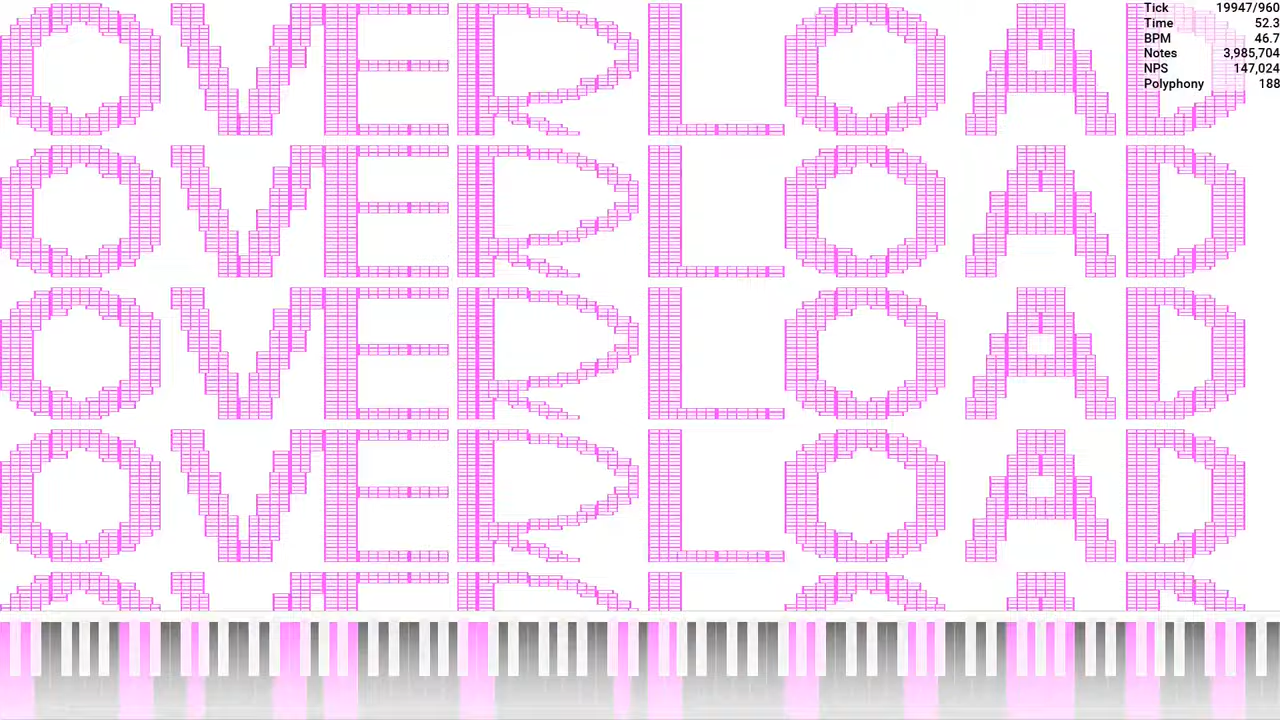 OVERLOAD
Tick 19947/960
Time 52.3
BPM 46.7
Notes 3,985,704
NPS 147,024
Polyphony 188
OVERLOAD
OVERLOAD
OVERLOAD
OVERLOAD